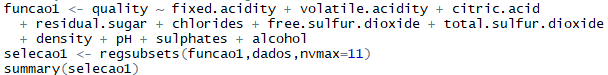 funcao1 <- quality ~ fixed.acidity + volatile.acidity + citric.acid
+ residual.sugar + chlorides + free.sulfur.dioxide + total.sulfur.dioxide
+ density + pH + sulphates + alcohol
selecao1 <- regsubsets(funcao1,dados,nvmax=11)
summary(selecao1)